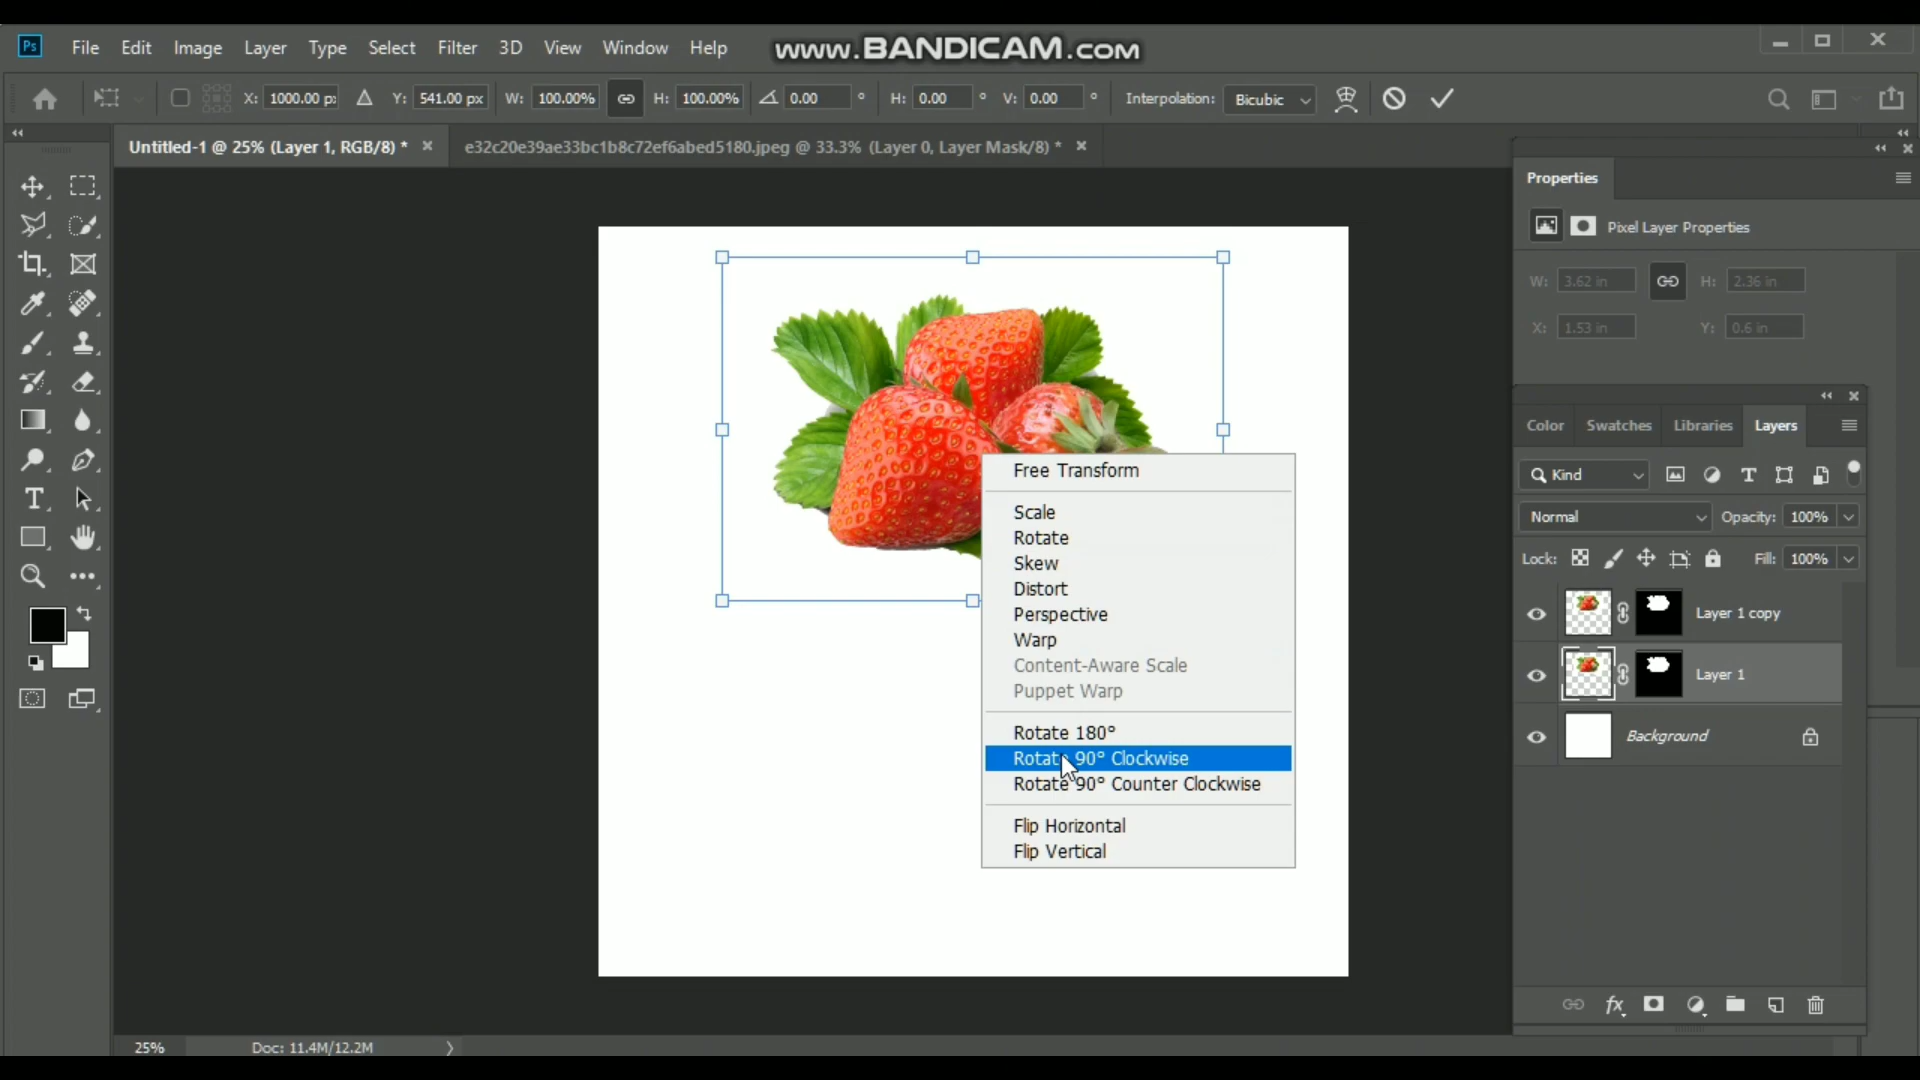 Ps File Edit Image Layer Type Select Filter 3D View Window Help www.BANDICAM.com
X: 1000.00 p: Y: 541.00 px W: 100.00% H: 100.00% 0.00 ° H: 0.00 ° V: 0.00 ° Interpolation: Bicubic
Untitled-1 @ 25% (Layer 1, RGB/8) * e32c20e39ae33bc1b8c72ef6abed5180.jpeg @ 33.3% (Layer 0, Layer Mask/8) *
Properties
Pixel Layer Properties
W: 3.62 in H: 2.36 in
X: 1.53 in Y: 0.6 in
Color Swatches Libraries Layers
Kind
Normal Opacity: 100%
Lock: Fill: 100%
Layer 1 copy
Layer 1
Background
Free Transform
Scale
Rotate
Skew
Distort
Perspective
Warp
Content-Aware Scale
Puppet Warp
Rotate 180°
Rotate 90° Clockwise
Rotate 90° Counter Clockwise
Flip Horizontal
Flip Vertical
fx
25% Doc: 11.4M/12.2M